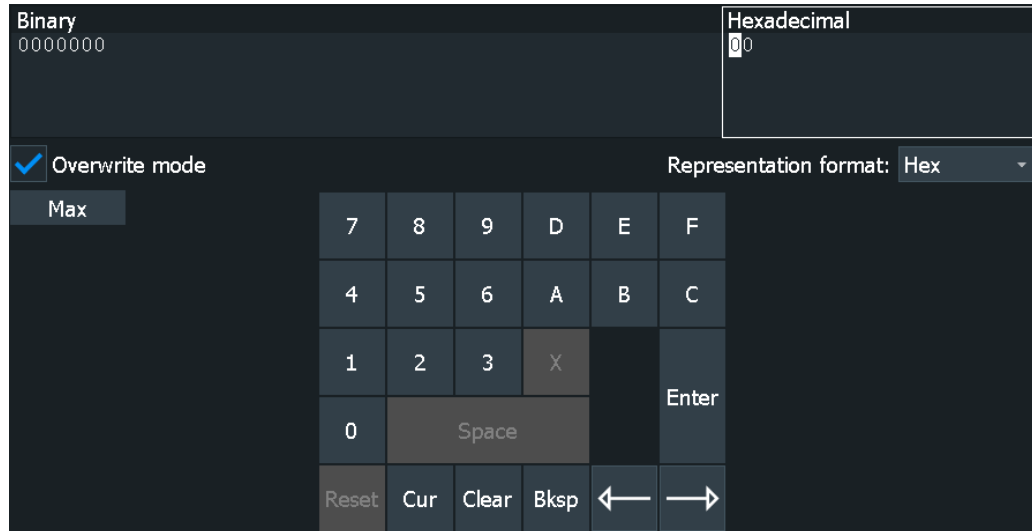 Binary
0000000
Hexadecimal
00
Overwrite mode
Representation format: Hex
Max
7 8 9 D E F
4 5 6 A B C
1 2 3 X
Enter
0 Space
Reset Cur Clear Bksp